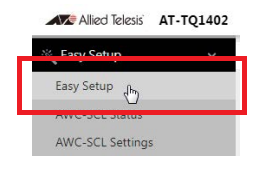 Allied Telesis AT-TQ1402
Easy Setup
Easy Setup
AWC-SCL Status
AWC-SCL Settings